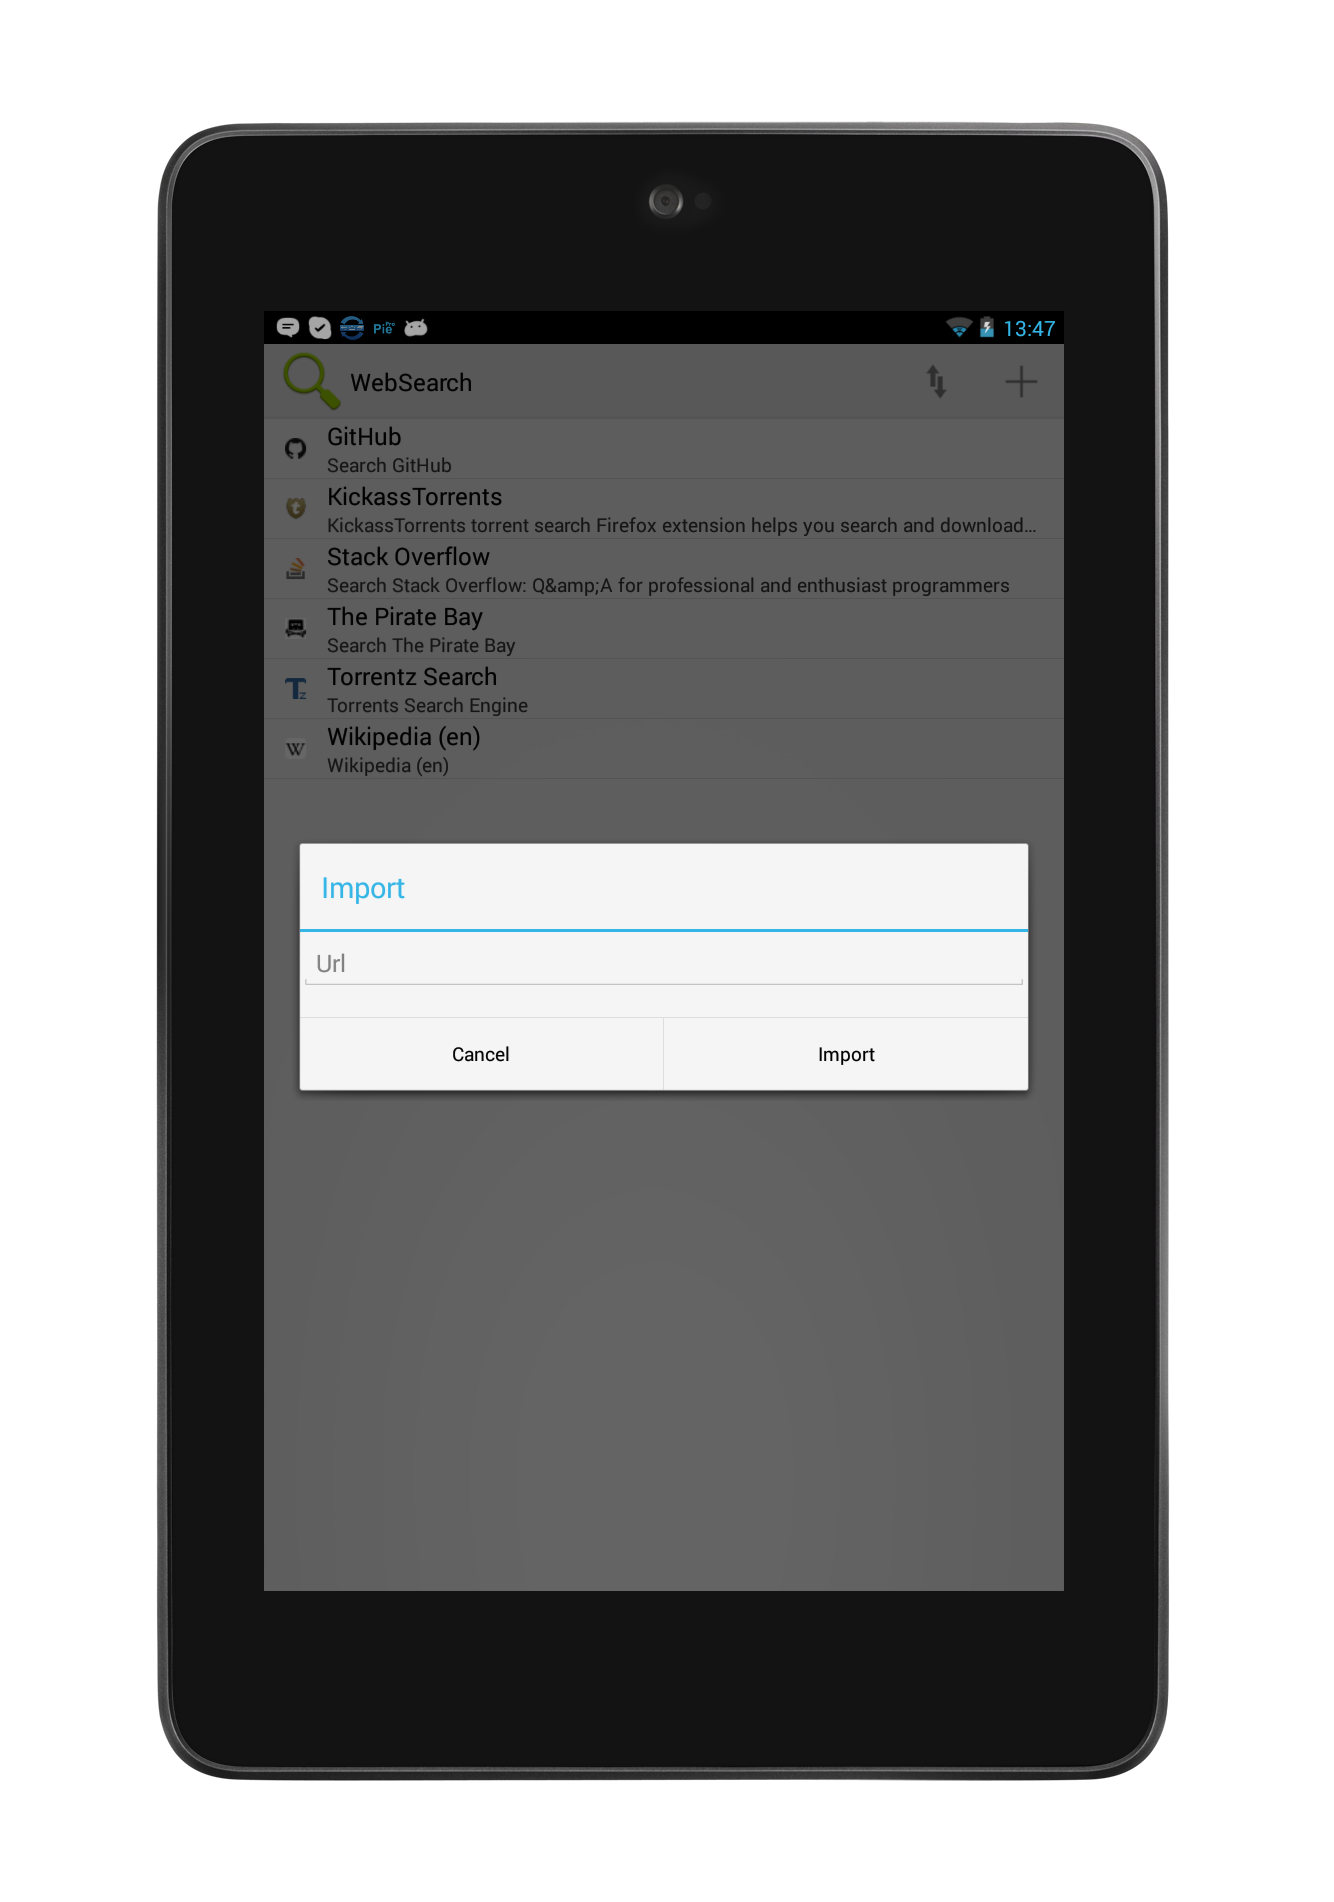 Pie Pro 13:47
WebSearch
GitHub
Search GitHub
KickassTorrents
KickassTorrents torrent search Firefox extension helps you search and download...
Stack Overflow
Search Stack Overflow: Q&amp;A for professional and enthusiast programmers
The Pirate Bay
Search The Pirate Bay
Tz
Torrentz Search
Torrents Search Engine
W
Wikipedia (en)
Wikipedia (en)
Import
Url
Cancel Import